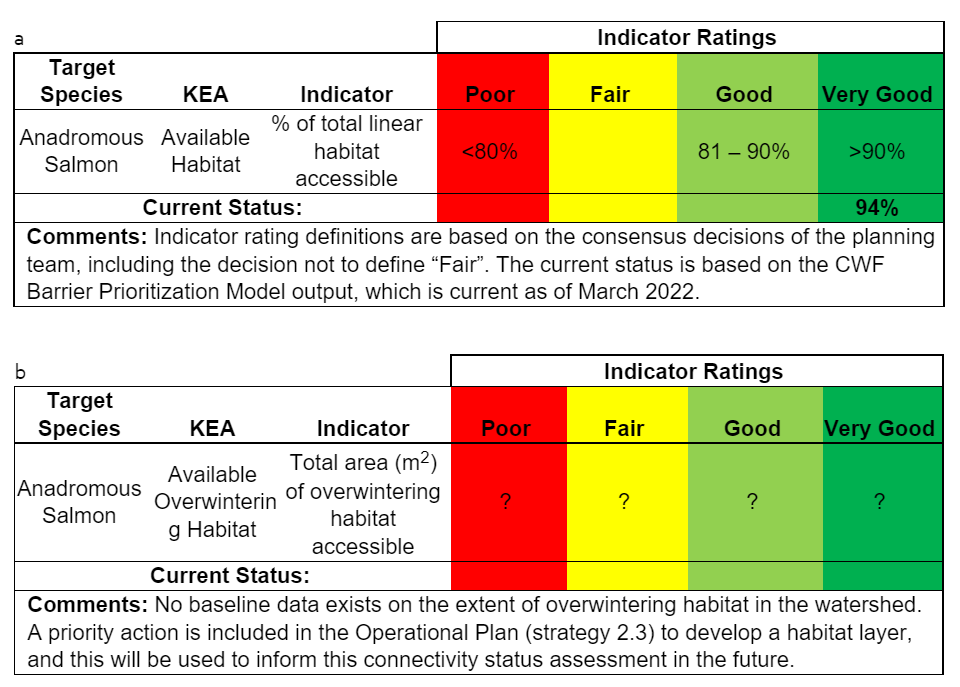 a
Indicator Ratings
Target Species KEA Indicator Poor Fair Good Very Good
Anadromous Salmon Available Habitat % of total linear habitat accessible <80% 81 – 90% >90%
Current Status: 94%
Comments: Indicator rating definitions are based on the consensus decisions of the planning
team, including the decision not to define “Fair”. The current status is based on the CWF
Barrier Prioritization Model output, which is current as of March 2022.
b
Indicator Ratings
Target Species KEA Indicator Poor Fair Good Very Good
Anadromous Salmon Available Overwinterin g Habitat Total area (m²) of overwintering habitat accessible ? ? ? ?
Current Status:
Comments: No baseline data exists on the extent of overwintering habitat in the watershed.
A priority action is included in the Operational Plan (strategy 2.3) to develop a habitat layer,
and this will be used to inform this connectivity status assessment in the future.